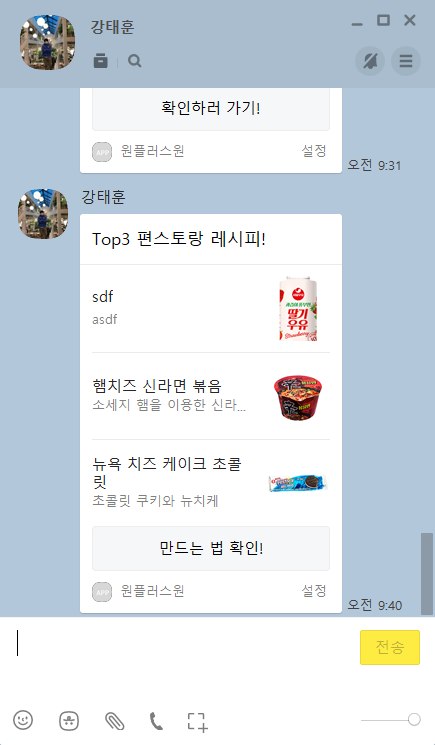 강태훈
확인하러 가기!
APP 원플러스원 설정
오전 9:31
강태훈
Top3 편스토랑 레시피!
sdf
asdf
딸기
우유
햄치즈 신라면 볶음
소세지 햄을 이용한 신라...
뉴욕 치즈 케이크 초콜
릿
초콜릿 쿠키와 뉴치케
만드는 법 확인!
APP 원플러스원 설정
오전 9:40
전송